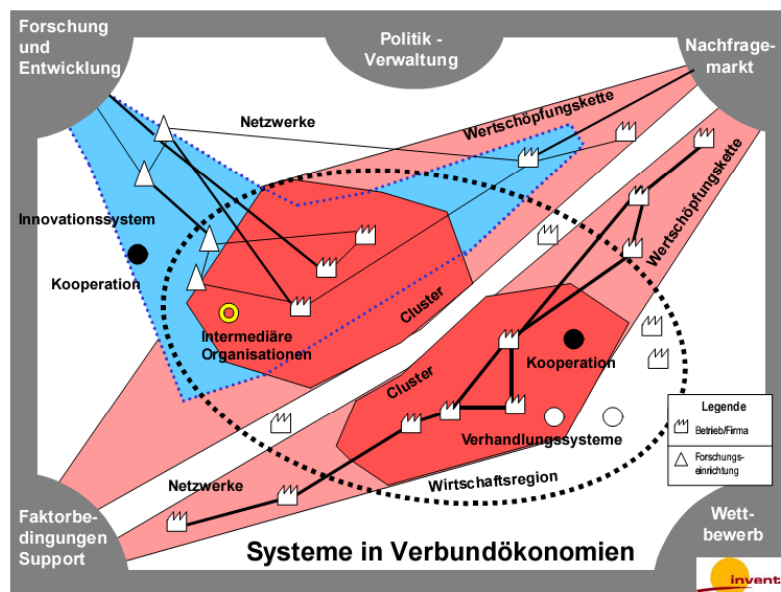 Forschung
und
Entwicklung
Politik -
Verwaltung
Nachfrage-
markt
Netzwerke
Wertschöpfungskette
Wertschöpfungskette
Innovationssystem
Kooperation
Cluster
Intermediäre
Organisationen
Cluster
Kooperation
Verhandlungssysteme
Legende
Betrieb/Firma
Forschungs-
einrichtung
Netzwerke
Wirtschaftsregion
Faktorbe-
dingungen
Support
Wett-
bewerb
Systeme in Verbundökonomien
invent